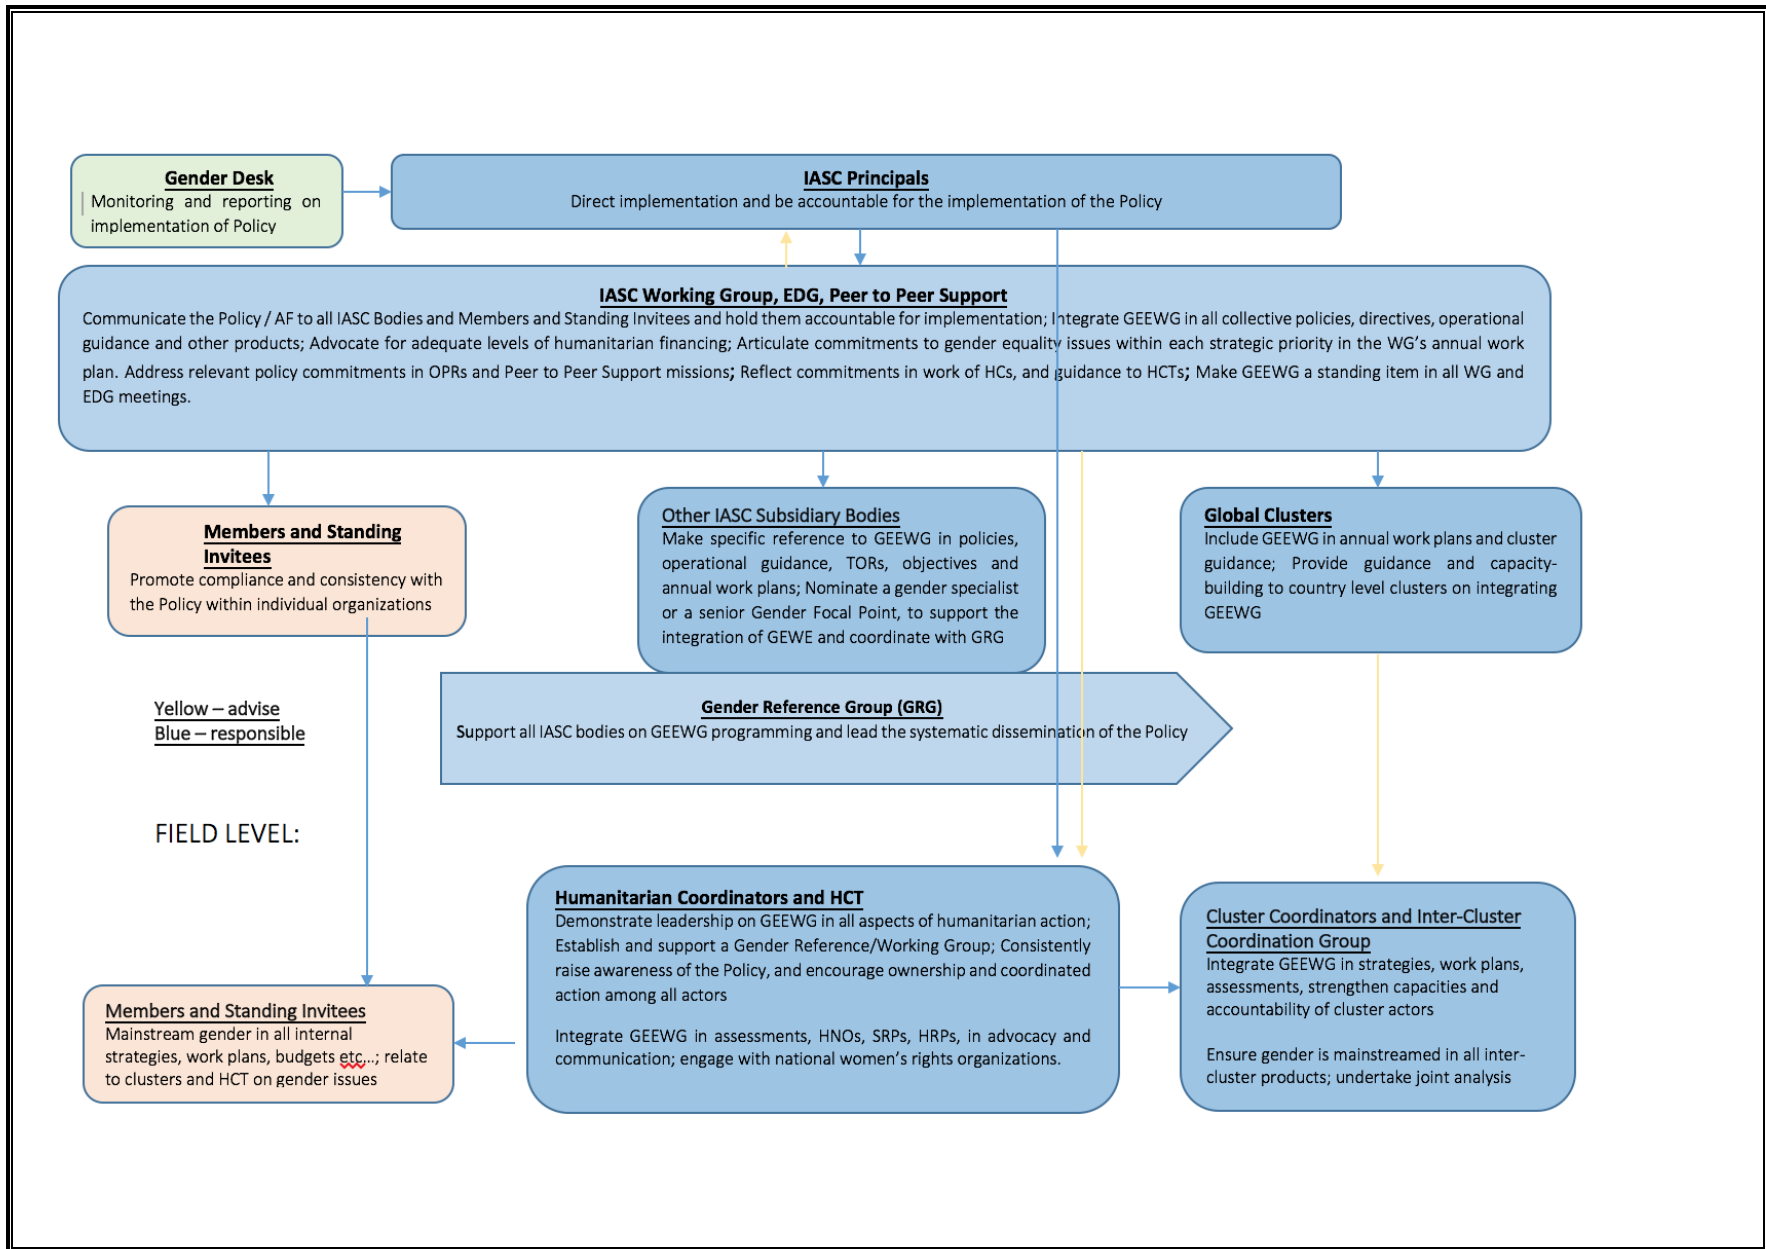 Gender Desk
Monitoring and reporting on
implementation of Policy
IASC Principals
Direct implementation and be accountable for the implementation of the Policy
IASC Working Group, EDG, Peer to Peer Support
Communicate the Policy / AF to all IASC Bodies and Members and Standing Invitees and hold them accountable for implementation; Integrate GEEWG in all collective policies, directives, operational
guidance and other products; Advocate for adequate levels of humanitarian financing; Articulate commitments to gender equality issues within each strategic priority in the WG's annual work
plan. Address relevant policy commitments in OPRs and Peer to Peer Support missions; Reflect commitments in work of HCs, and guidance to HCTs; Make GEEWG a standing item in all WG and
EDG meetings.
Members and Standing
Invitees
Promote compliance and consistency with
the Policy within individual organizations
Other IASC Subsidiary Bodies
Make specific reference to GEEWG in policies,
operational guidance, TORs, objectives and
annual work plans; Nominate a gender specialist
or a senior Gender Focal Point, to support the
integration of GEWE and coordinate with GRG
Global Clusters
Include GEEWG in annual work plans and cluster
guidance; Provide guidance and capacity-
building to country level clusters on integrating
GEEWG
Yellow – advise
Blue – responsible
Gender Reference Group (GRG)
Support all IASC bodies on GEEWG programming and lead the systematic dissemination of the Policy
FIELD LEVEL:
Members and Standing Invitees
Mainstream gender in all internal
strategies, work plans, budgets etc,..; relate
to clusters and HCT on gender issues
Humanitarian Coordinators and HCT
Demonstrate leadership on GEEWG in all aspects of humanitarian action;
Establish and support a Gender Reference/Working Group; Consistently
raise awareness of the Policy, and encourage ownership and coordinated
action among all actors
Integrate GEEWG in assessments, HNOs, SRPs, HRPs, in advocacy and
communication; engage with national women's rights organizations.
Cluster Coordinators and Inter-Cluster
Coordination Group
Integrate GEEWG in strategies, work plans,
assessments, strengthen capacities and
accountability of cluster actors
Ensure gender is mainstreamed in all inter-
cluster products; undertake joint analysis